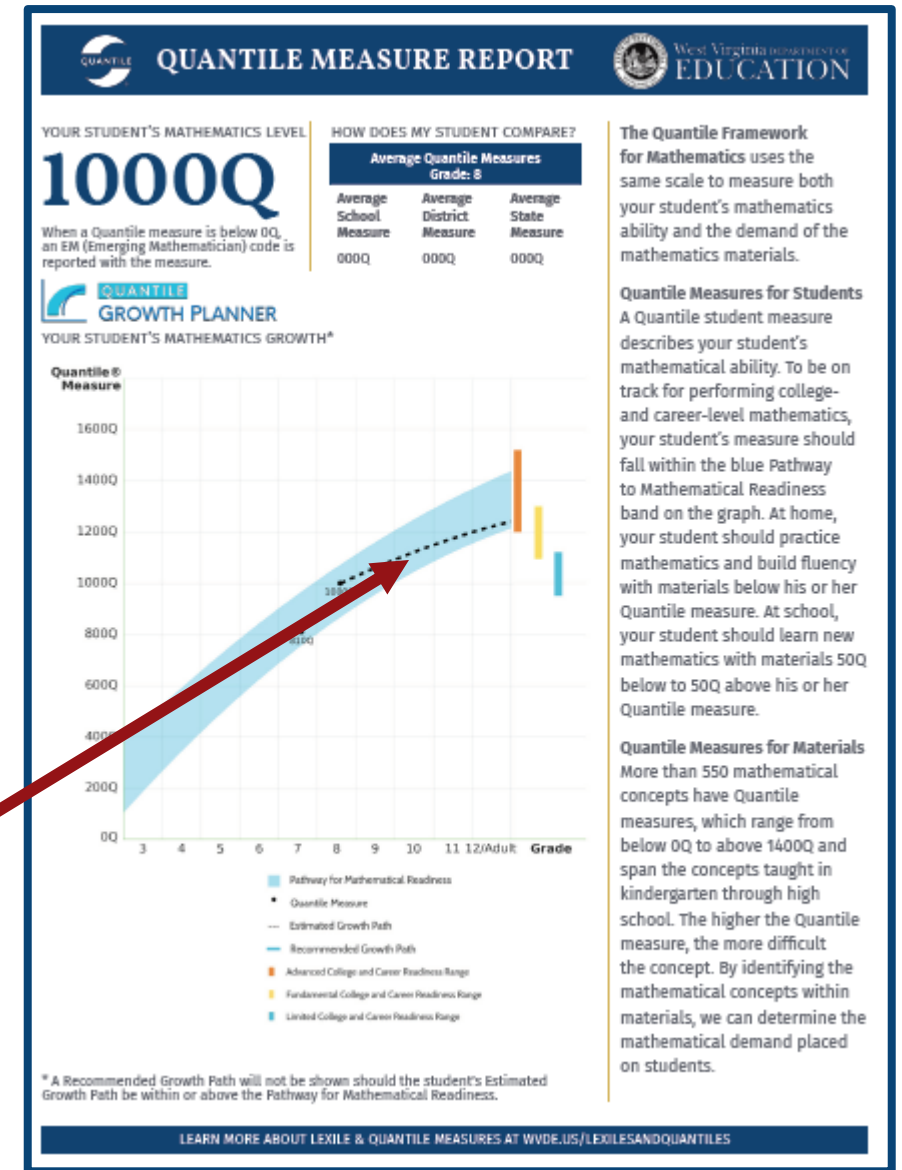 QUANTILE
QUANTILE MEASURE REPORT
West Virginia DEPARTMENT OF
EDUCATION
YOUR STUDENT'S MATHEMATICS LEVEL
1000Q
When a Quantile measure is below 0Q,
an EM (Emerging Mathematician) code is
reported with the measure.
HOW DOES MY STUDENT COMPARE?
Average Quantile Measures
Grade: 8
Average School Measure
Average District Measure
Average State Measure
000Q 000Q 000Q
QUANTILE
GROWTH PLANNER
YOUR STUDENT'S MATHEMATICS GROWTH*
Quantile®
Measure
1600Q
1400Q
1200Q
1000Q
800Q
600Q
200Q
0Q
3 4 5 6 7 8 9 10 11 12/Adult Grade
Pathway for Mathematical Readiness
Quantile Measure
Estimated Growth Path
Recommended Growth Path
Advanced College and Career Readiness Range
Fundamental College and Career Readiness Range
Limited College and Career Readiness Range
* A Recommended Growth Path will not be shown should the student's Estimated
Growth Path be within or above the Pathway for Mathematical Readiness.
The Quantile Framework
for Mathematics uses the
same scale to measure both
your student's mathematics
ability and the demand of the
mathematics materials.
Quantile Measures for Students
A Quantile student measure
describes your student's
mathematical ability. To be on
track for performing college-
and career-level mathematics,
your student's measure should
fall within the blue Pathway
to Mathematical Readiness
band on the graph. At home,
your student should practice
mathematics and build fluency
with materials below his or her
Quantile measure. At school,
your student should learn new
mathematics with materials 50Q
below to 50Q above his or her
Quantile measure.
Quantile Measures for Materials
More than 550 mathematical
concepts have Quantile
measures, which range from
below 0Q to above 1400Q and
span the concepts taught in
kindergarten through high
school. The higher the Quantile
measure, the more difficult
the concept. By identifying the
mathematical concepts within
materials, we can determine the
mathematical demand placed
on students.
LEARN MORE ABOUT LEXILE & QUANTILE MEASURES AT WVDE.US/LEXILESANDQUANTILES